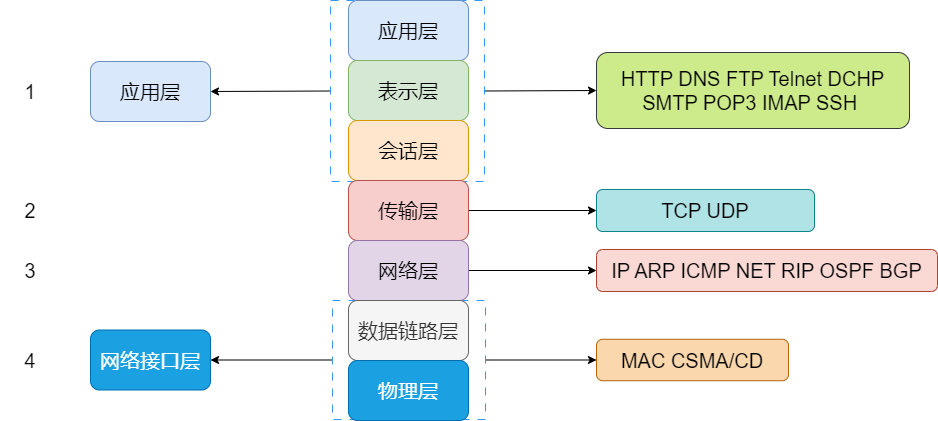 应用层
1
应用层
表示层
HTTP DNS FTP Telnet DCHP
SMTP POP3 IMAP SSH
会话层
2
传输层
TCP UDP
3
网络层
IP ARP ICMP NET RIP OSPF BGP
数据链路层
4
网络接口层
MAC CSMA/CD
物理层